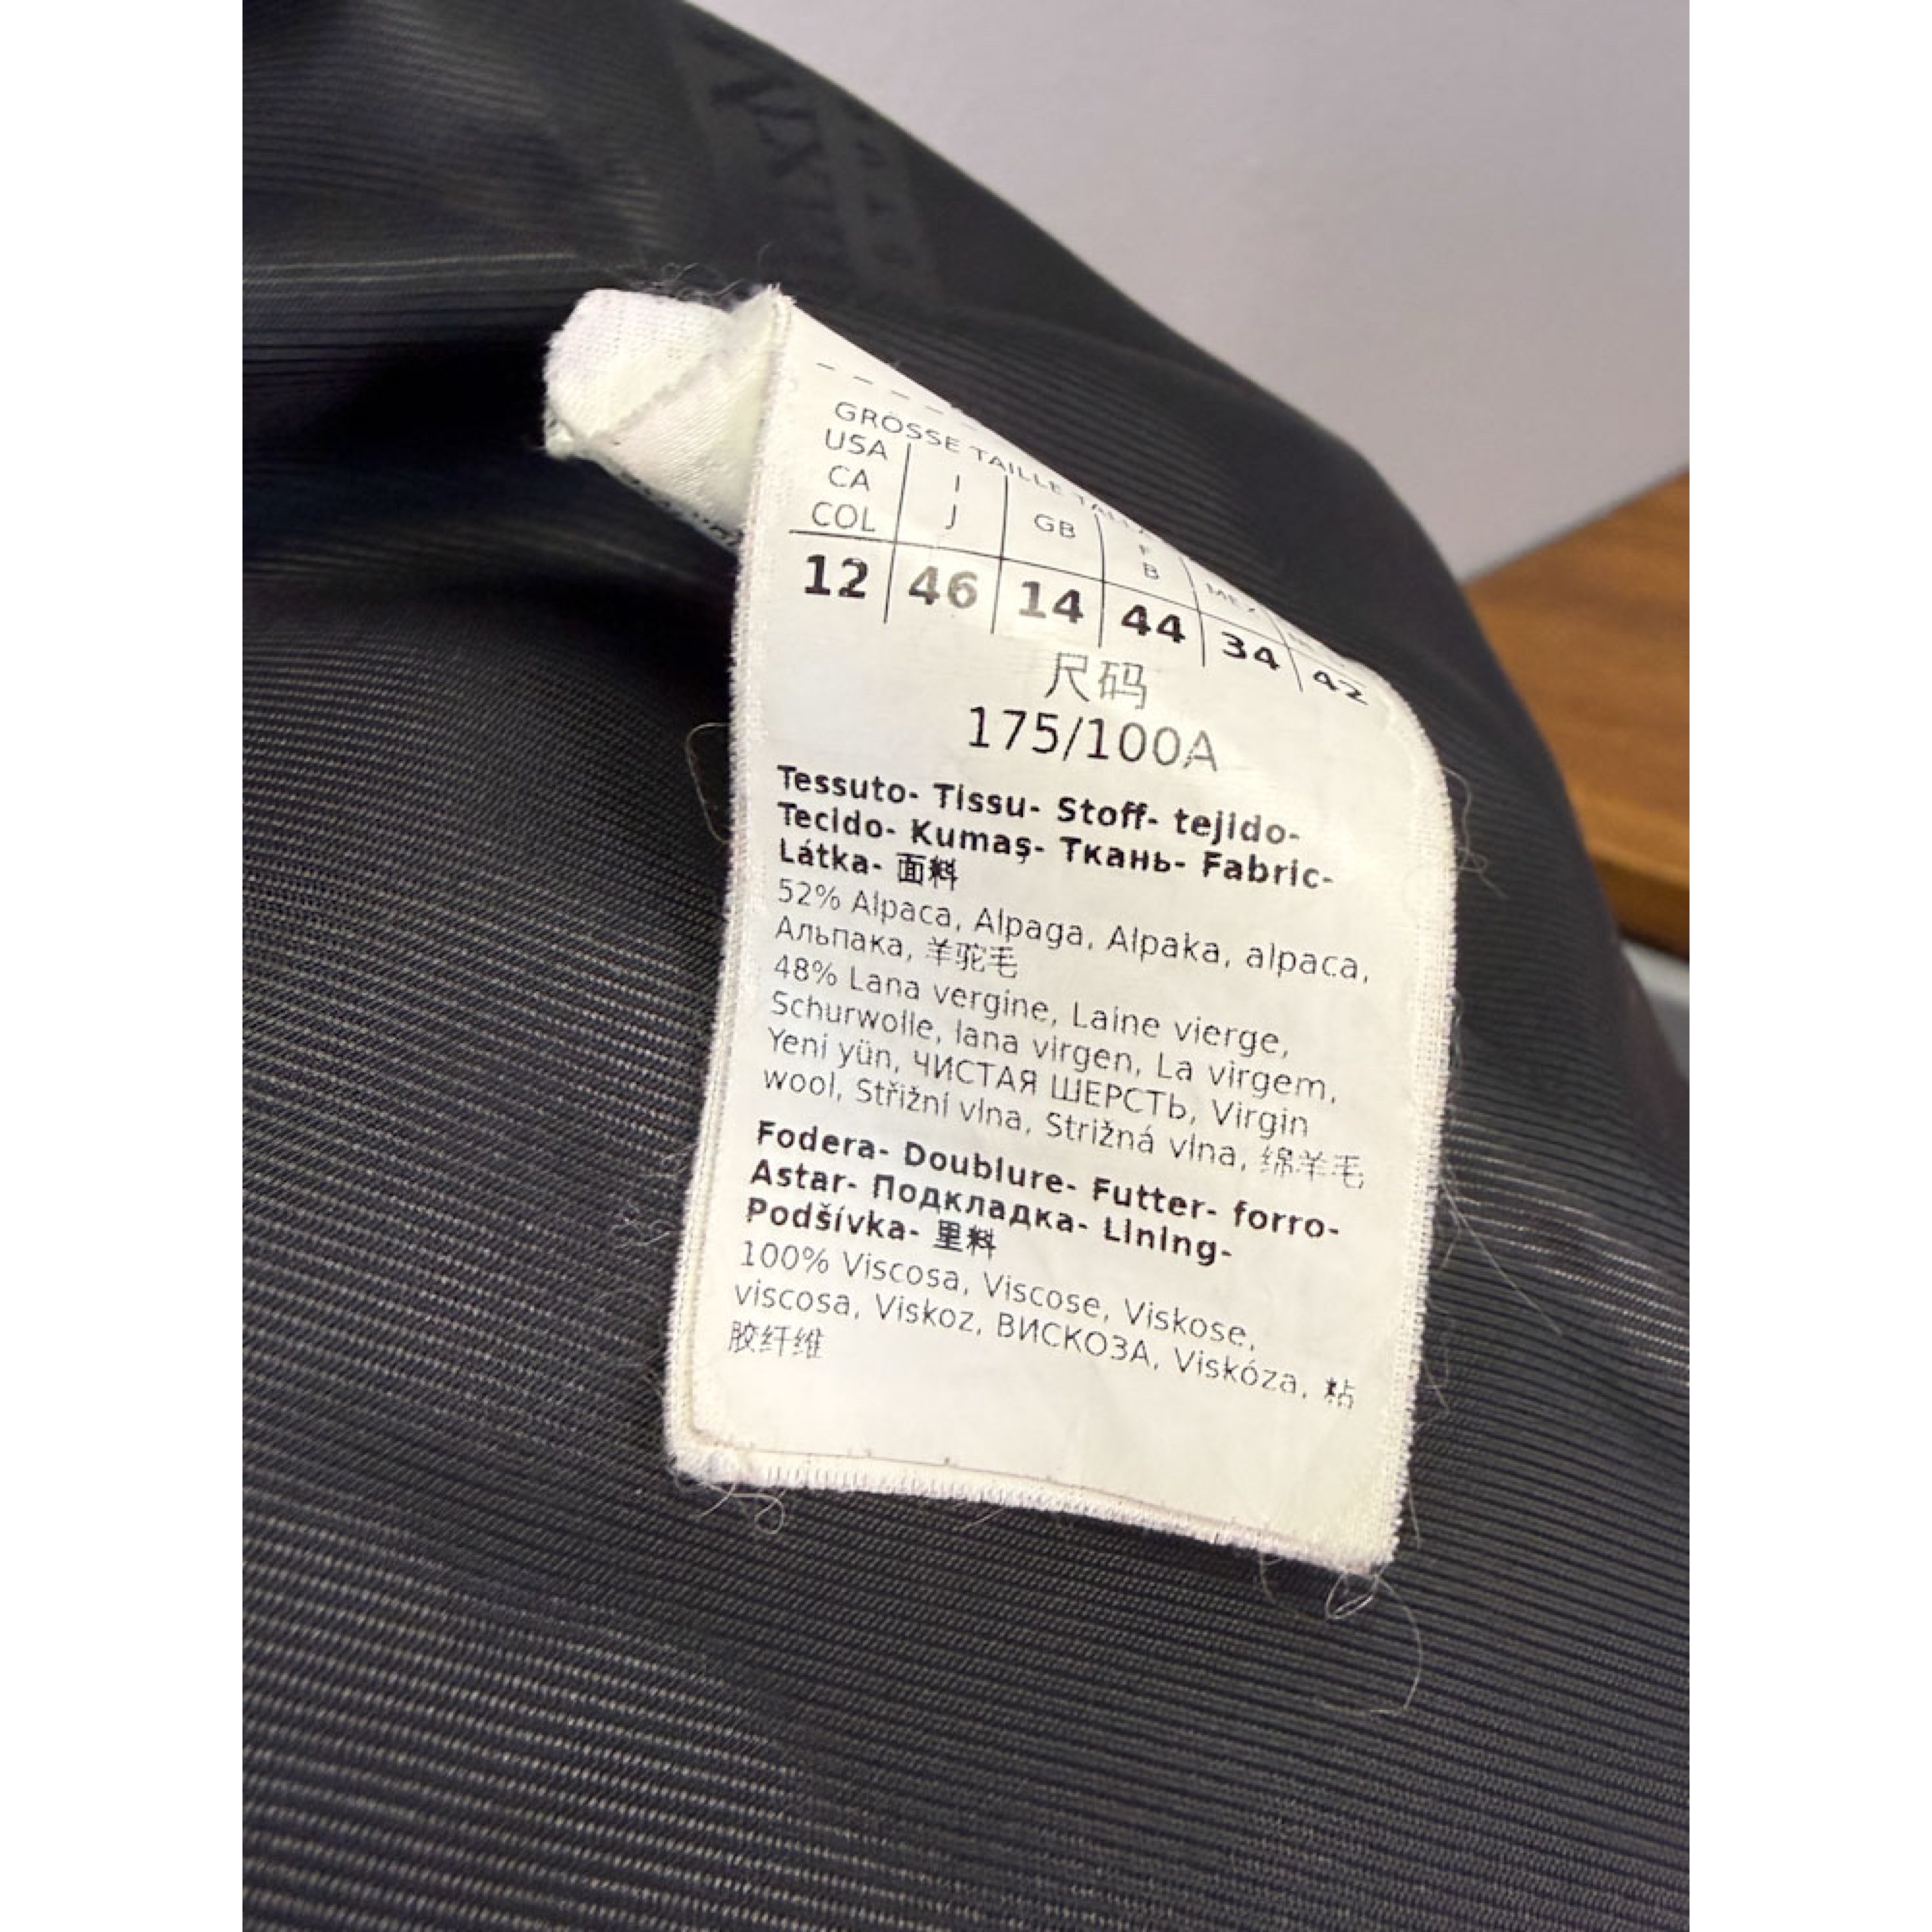 GRÖSSE TAILLE
USA
CA I
COL J GB F
B
MEX
12 46 14 44 34 42
尺码
175/100A
Tessuto- Tissu- Stoff- tejido-
Tecido- Kumaş- Ткань- Fabric-
Látka- 面料
52% Alpaca, Alpaga, Alpaka, alpaca,
Альпака, 羊驼毛
48% Lana vergine, Laine vierge,
Schurwolle, lana virgen, La virgem,
Yeni yün, ЧИСТАЯ ШЕРСТЬ, Virgin
wool, Střižní vlna, Strižná vlna, 绵羊毛
Fodera- Doublure- Futter- forro-
Astar- Подкладка- Lining-
Podšívka- 里料
100% Viscosa, Viscose, Viskose,
viscosa, Viskoz, ВИСКОЗА, Viskóza, 粘
胶纤维